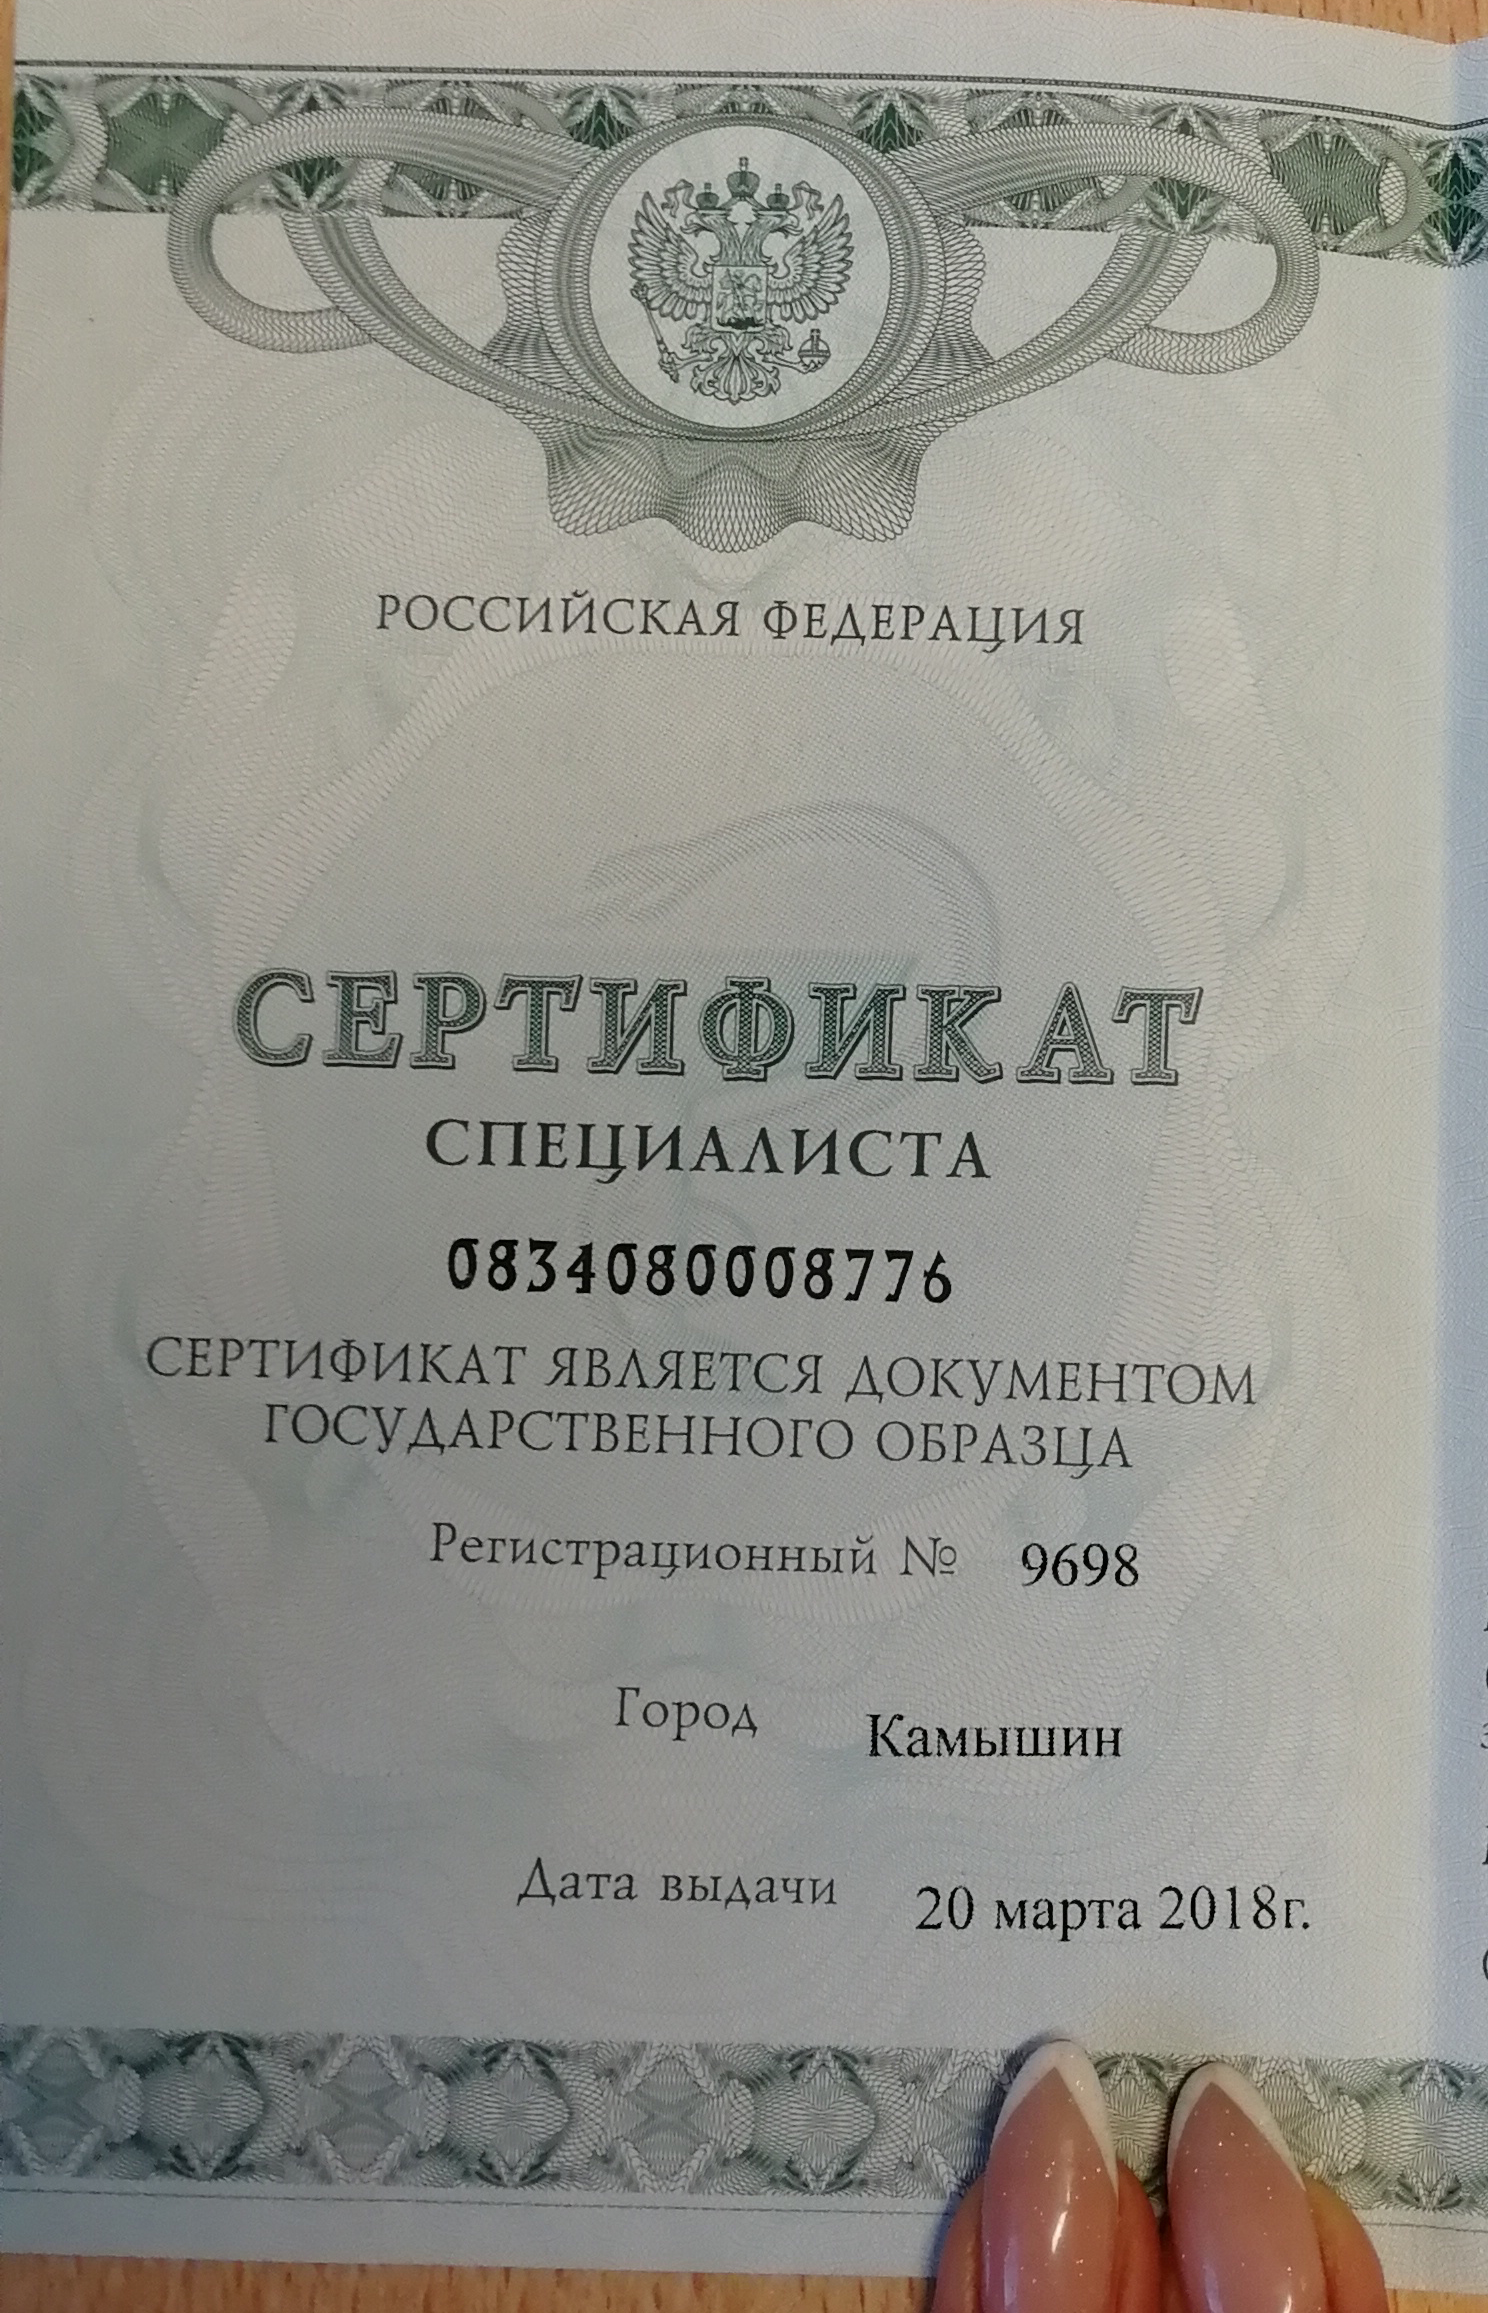 РОССИЙСКАЯ ФЕДЕРАЦИЯ
СЕРТИФИКАТ
СПЕЦИАЛИСТА
0834080008776
СЕРТИФИКАТ ЯВЛЯЕТСЯ ДОКУМЕНТОМ
ГОСУДАРСТВЕННОГО ОБРАЗЦА
Регистрационный № 9698
Город Камышин
Дата выдачи 20 марта 2018г.